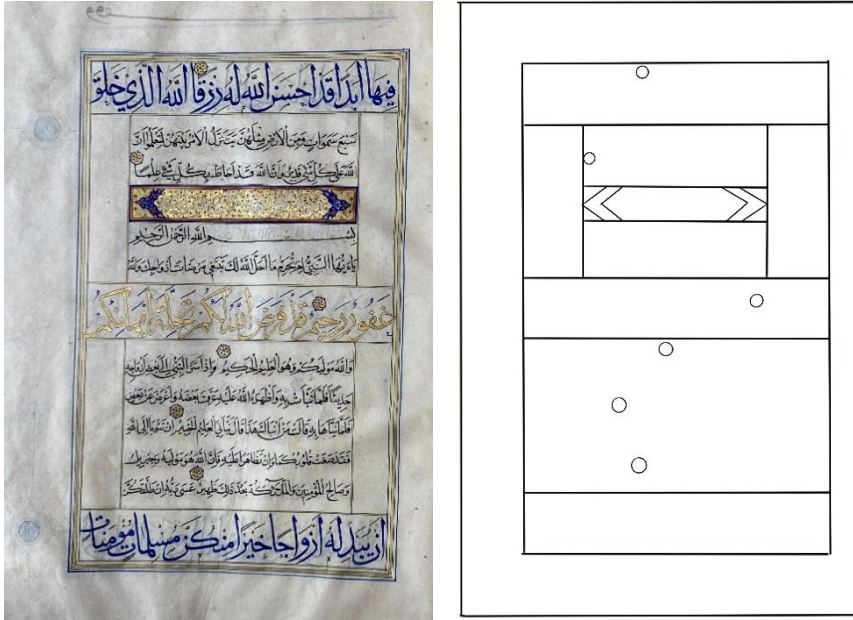 فيها ابدا قد احسن الله له رزقا الله الذي خلق
سبع سموات ومن الارض مثلهن يتنزل الامر بينهن لتعلموا ان
الله على كل شيء قدير وان الله قد احاط بكل شيء علما
بسم الله الرحمن الرحيم
يا ايها النبي لم تحرم ما احل الله لك تبتغي مرضات ازواجك والله
غفور رحيم قد فرض الله لكم تحلة ايمانكم
والله موليكم وهو العليم الحكيم واذ اسر النبي الى بعض ازواجه
حديثا فلما نبات به واظهره الله عليه عرف بعضه واعرض عن بعض
فلما نباها به قالت من انباك هذا قال نباني العليم الخبير ان تتوبا الى الله
فقد صغت قلوبكما وان تظاهرا عليه فان الله هو موليه وجبريل
وصالح المؤمنين والملائكة بعد ذلك ظهير عسى ربه ان طلقكن
ان يبدله ازواجا خيرا منكن مسلمات مؤمنات